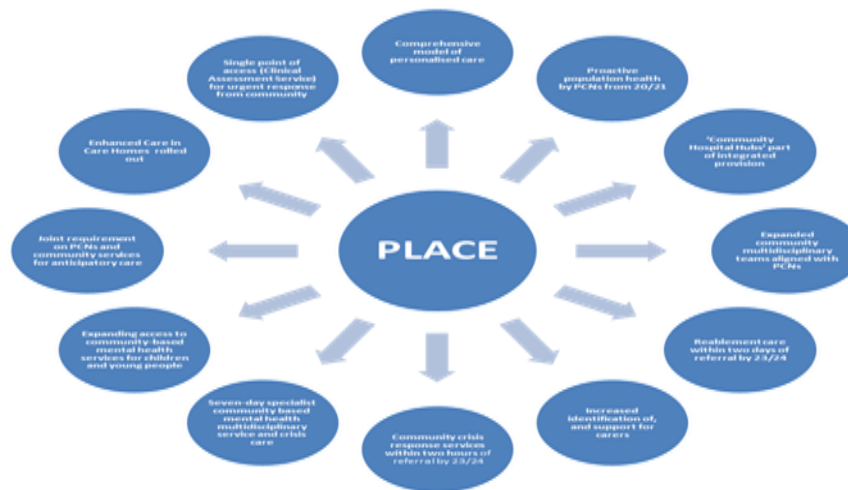 Comprehensive
model of
personalised care
Proactive
population health
by PCNs from 20/21
'Community
Hospital Hubs' part
of integrated
provision
Expanded
community
multidisciplinary
teams aligned with
PCNs
Reablement care
within two days of
referral by 23/24
Increased
identification of,
and support for
carers
Community crisis
response services
within two hours of
referral by 23/24
Seven-day specialist
community based
mental health
multidisciplinary
service and crisis
care
Expanding access to
community-based
mental health
services for children
and young people
Joint requirement
on PCNs and
community services
for anticipatory care
Enhanced Care in
Care Homes rolled
out
Single point of
access (Clinical
Assessment Service)
for urgent response
from community
PLACE